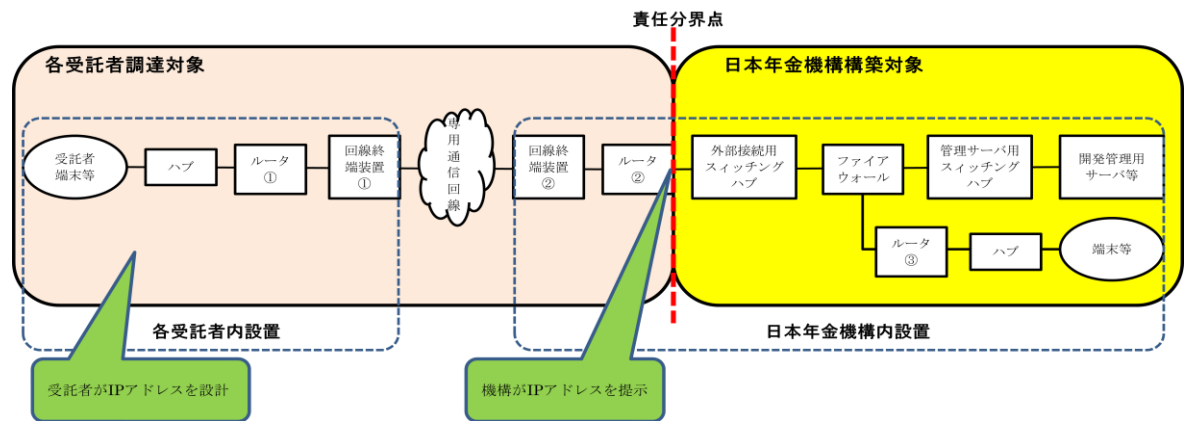 責任分界点
各受託者調達対象
日本年金機構構築対象
受託者
端末等
ハブ
ルータ
①
回線終
端装置
①
専用通信回線
回線終
端装置
②
ルータ
②
外部接続用
スイッチング
ハブ
ファイア
ウォール
管理サーバ用
スイッチング
ハブ
開発管理用
サーバ等
ルータ
③
ハブ
端末等
各受託者内設置
日本年金機構内設置
受託者がIPアドレスを設計
機構がIPアドレスを提示